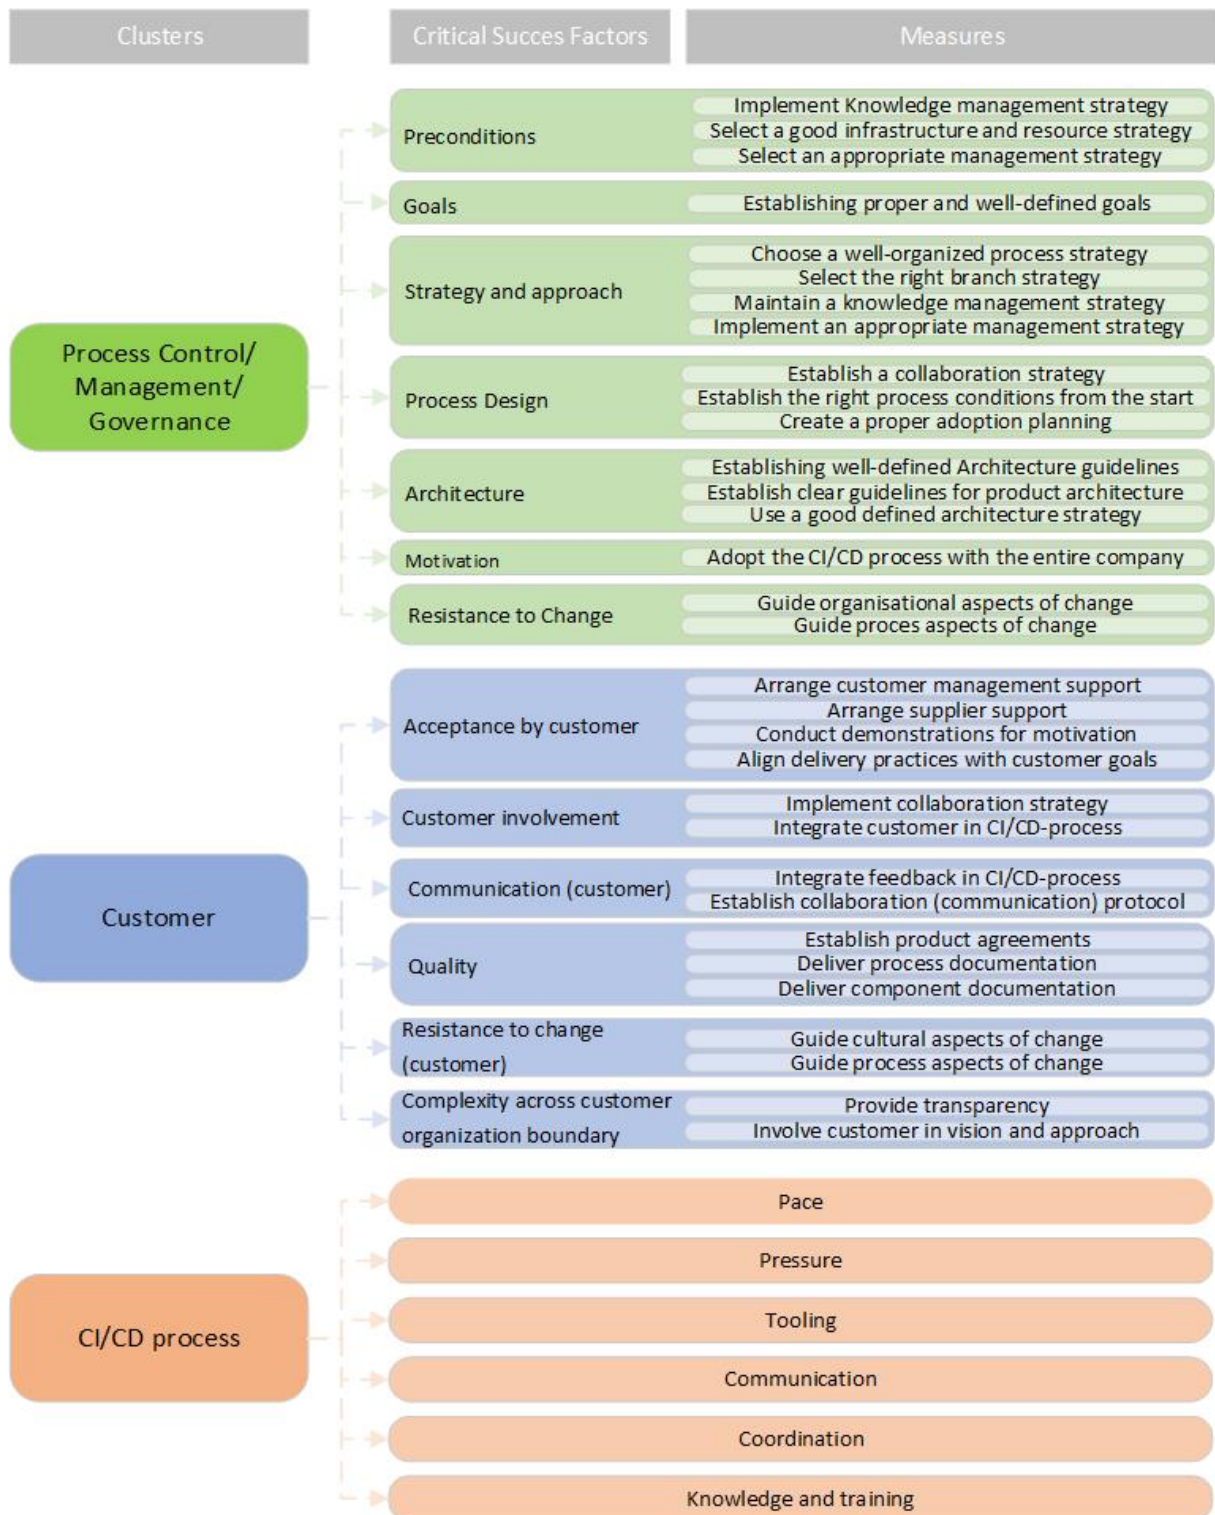 Clusters
Critical Succes Factors
Measures
Process Control/
Management/
Governance
Preconditions
Implement Knowledge management strategy
Select a good infrastructure and resource strategy
Select an appropriate management strategy
Goals
Establishing proper and well-defined goals
Strategy and approach
Choose a well-organized process strategy
Select the right branch strategy
Maintain a knowledge management strategy
Implement an appropriate management strategy
Process Design
Establish a collaboration strategy
Establish the right process conditions from the start
Create a proper adoption planning
Architecture
Establishing well-defined Architecture guidelines
Establish clear guidelines for product architecture
Use a good defined architecture strategy
Motivation
Adopt the CI/CD process with the entire company
Resistance to Change
Guide organisational aspects of change
Guide proces aspects of change
Customer
Acceptance by customer
Arrange customer management support
Arrange supplier support
Conduct demonstrations for motivation
Align delivery practices with customer goals
Customer involvement
Implement collaboration strategy
Integrate customer in CI/CD-process
Communication (customer)
Integrate feedback in CI/CD-process
Establish collaboration (communication) protocol
Quality
Establish product agreements
Deliver process documentation
Deliver component documentation
Resistance to change
(customer)
Guide cultural aspects of change
Guide process aspects of change
Complexity across customer
organization boundary
Provide transparency
Involve customer in vision and approach
CI/CD process
Pace
Pressure
Tooling
Communication
Coordination
Knowledge and training